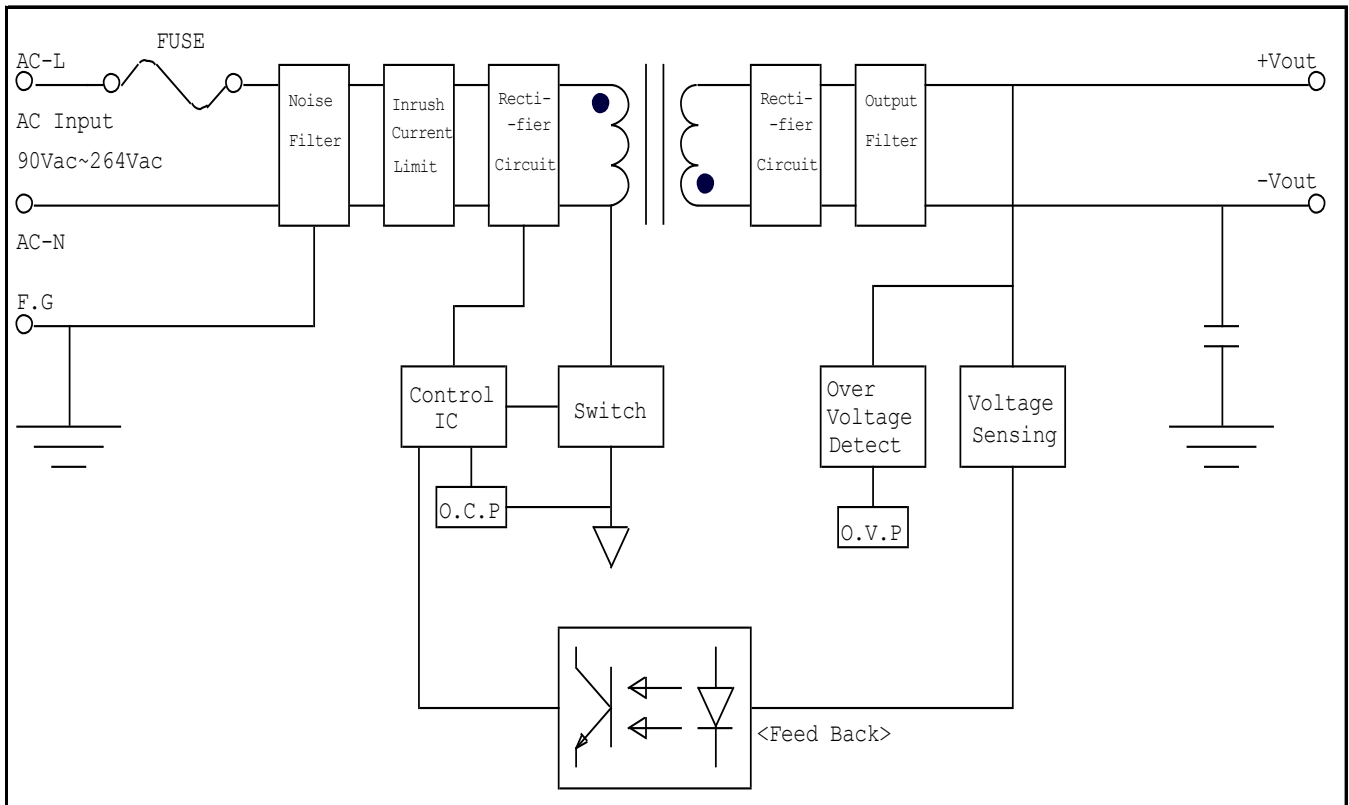 FUSE
AC-L
AC Input
90Vac~264Vac
AC-N
F.G
Noise
Filter
Inrush
Current
Limit
Recti-
-fier
Circuit
Recti-
-fier
Circuit
Output
Filter
+Vout
-Vout
Control
IC
Switch
O.C.P
Over
Voltage
Detect
O.V.P
Voltage
Sensing
<Feed Back>